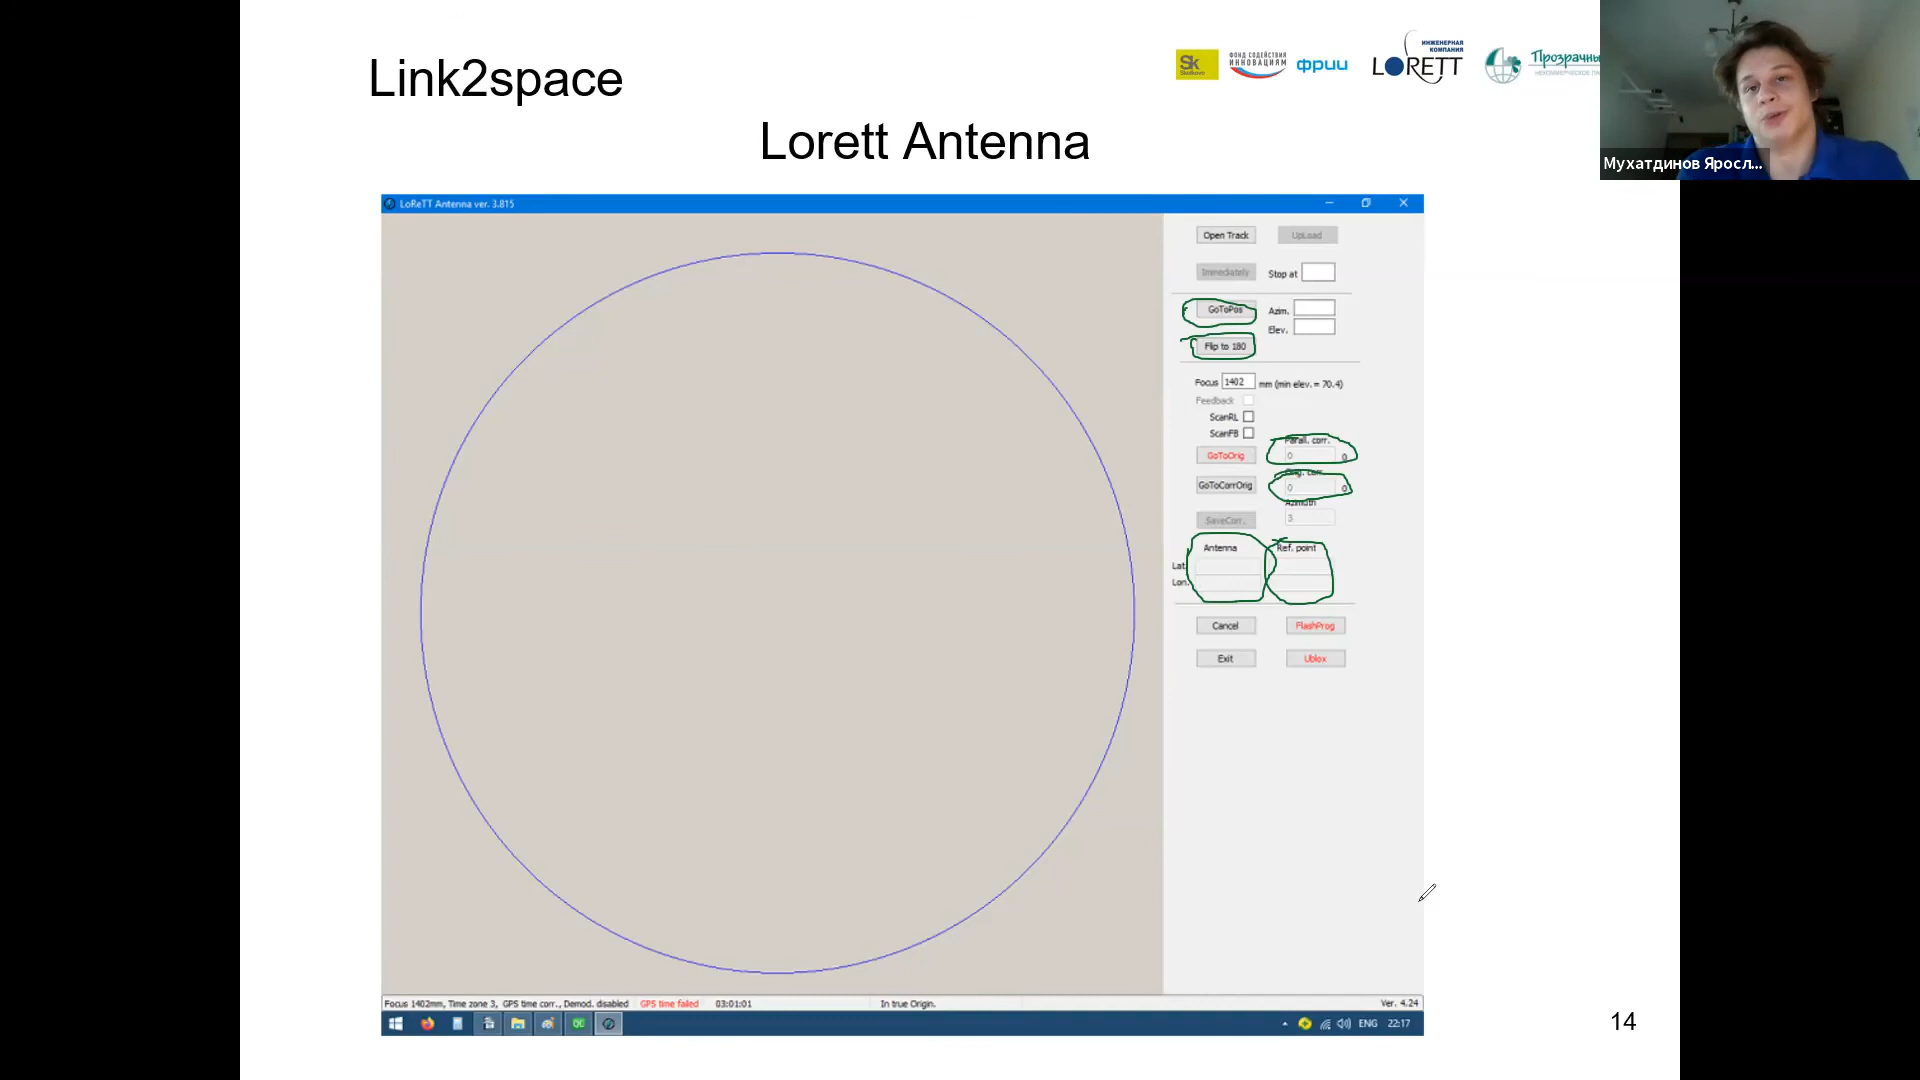 Link2space
Sk
Skolkovo
ФОНД СОДЕЙСТВИЯ
ИННОВАЦИЯМ
фрии
ИНЖЕНЕРНАЯ
КОМПАНИЯ
LORETT
Прозрачны
Lorett Antenna
Мухатдинов Яросл...
LoReTT Antenna ver. 3.815
Open Track
UpLoad
Immediately
Stop at
GoToPos
Azim.
Elev.
Flip to 180
Focus 1402 mm (min elev. = 70.4)
Feedback
ScanRL
ScanFB
Parall. corr.
GoToOrig
0 0
GoToCorrOrig
0 0
Azimuth
SaveCorr.
3
Antenna
Ref. point
Lat.
Lon.
Cancel
FlashProg
Exit
Ublox
Focus 1402mm, Time zone 3, GPS time corr., Demod. disabled
GPS time failed
03:01:01
In true Origin.
Ver. 4.24
QC
ENG
22:17
14